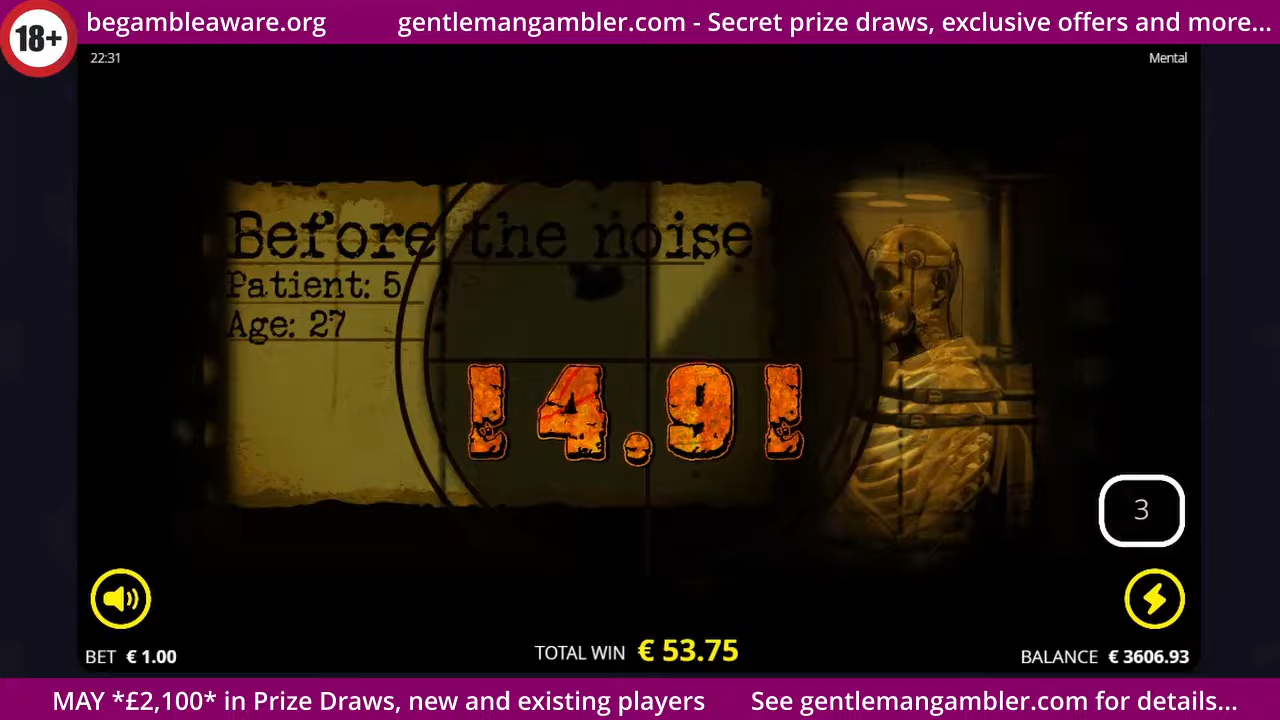 18+
begambleaware.org
gentlemangambler.com - Secret prize draws, exclusive offers and more...
22:31
Mental
Before the noise
Patient: 5
Age: 27
14.91
3
BET € 1.00
TOTAL WIN € 53.75
BALANCE € 3606.93
MAY *£2,100* in Prize Draws, new and existing players
See gentlemangambler.com for details...